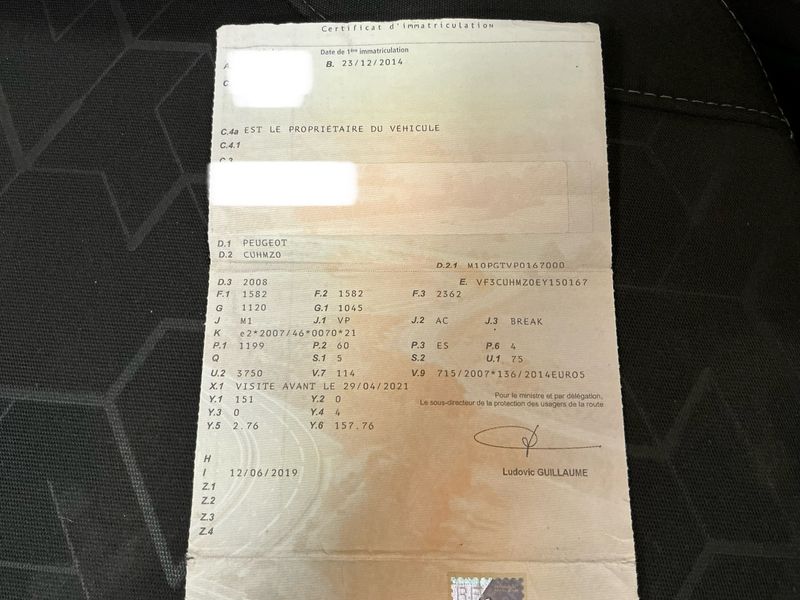 Certificat d'immatriculation
Date de 1ère immatriculation
A
B. 23/12/2014
C
C.4a EST LE PROPRIÉTAIRE DU VÉHICULE
C.4.1
C.3
D.1 PEUGEOT
D.2 CUHMZ0
D.2.1 M10PGTVP0167000
D.3 2008
E. VF3CUHMZ0EY150167
F.1 1582 F.2 1582 F.3 2362
G 1120 G.1 1045
J M1 J.1 VP J.2 AC J.3 BREAK
K e2*2007/46*0070*21
P.1 1199 P.2 60 P.3 ES P.6 4
Q S.1 5 S.2 U.1 75
U.2 3750 V.7 114 V.9 715/2007*136/2014EURO5
X.1 VISITE AVANT LE 29/04/2021
Pour le ministre et par délégation,
Le sous-directeur de la protection des usagers de la route
Y.1 151 Y.2 0
Y.3 0 Y.4 4
Y.5 2.76 Y.6 157.76
Ludovic GUILLAUME
H
I 12/06/2019
Z.1
Z.2
Z.3
Z.4
RF